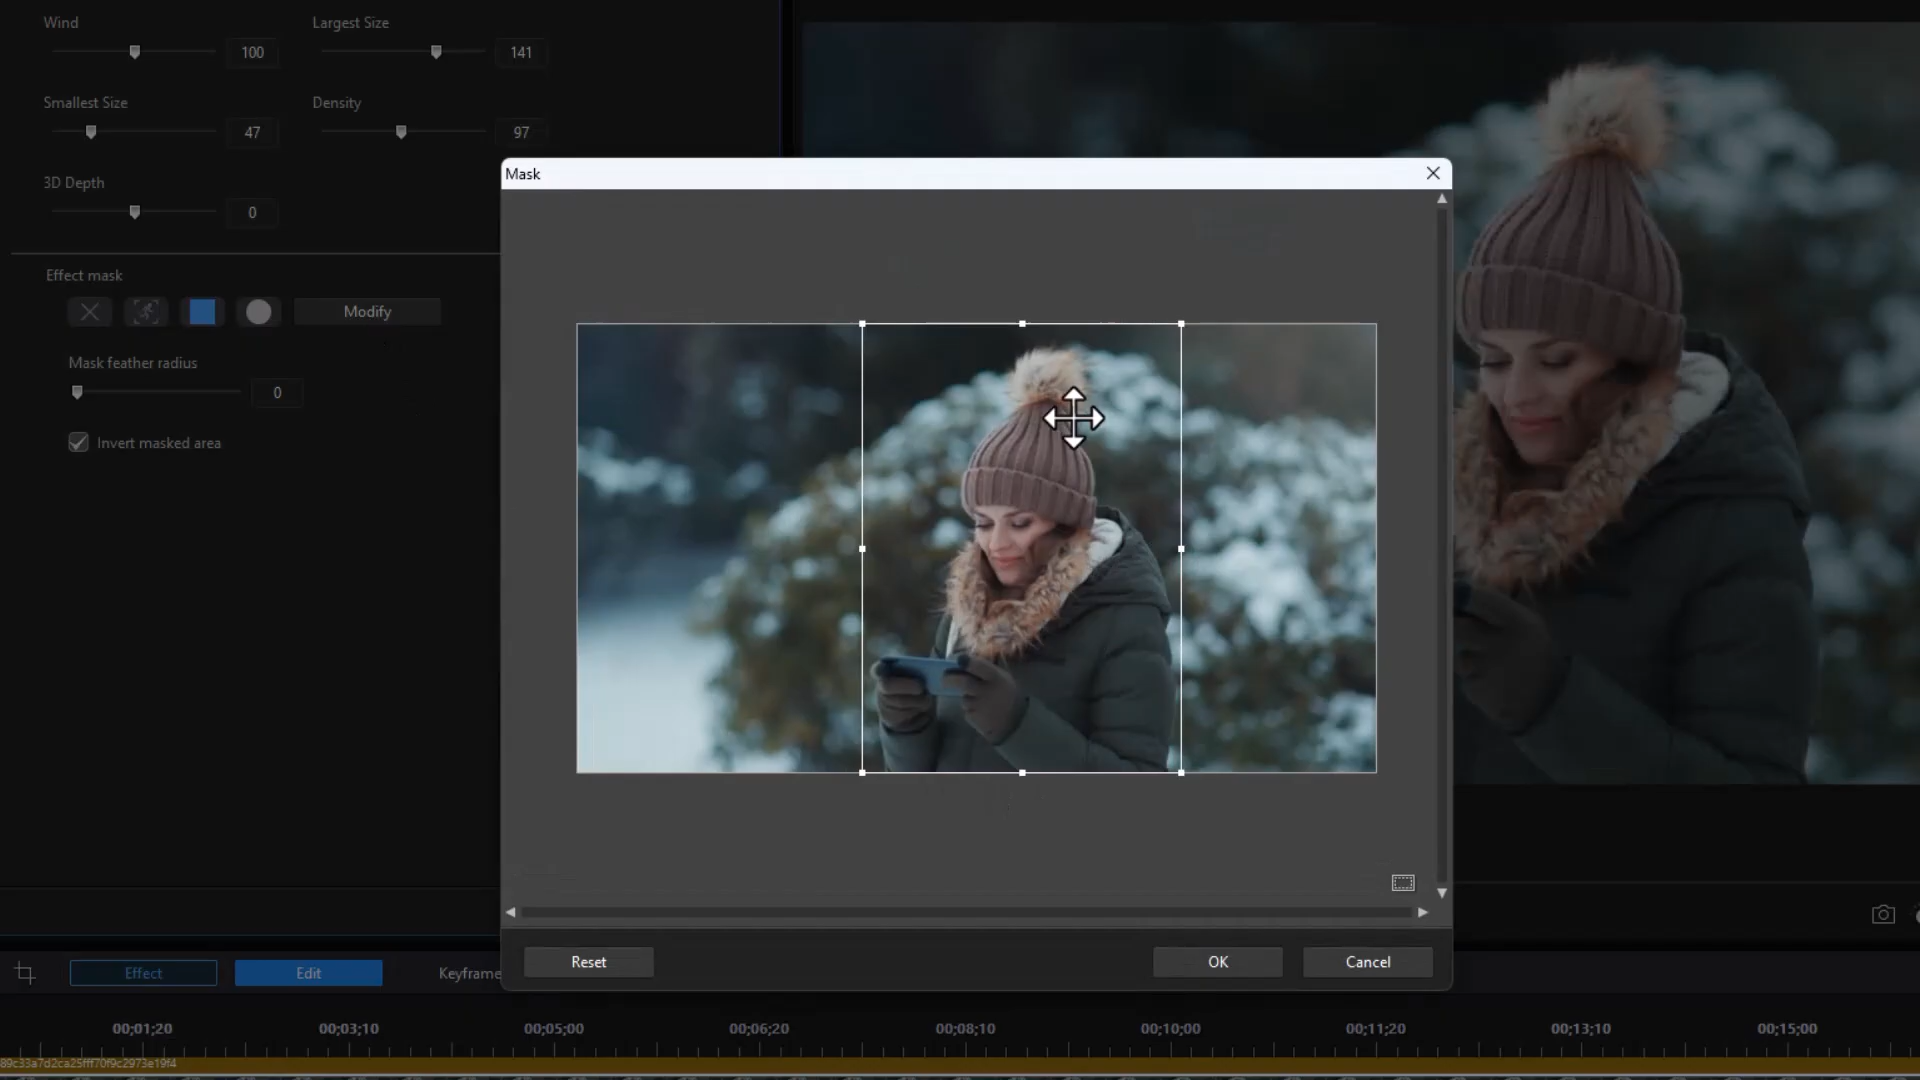 Wind
Largest Size
100
141
Smallest Size
Density
47
97
3D Depth
0
Mask
Effect mask
Modify
Mask feather radius
0
Invert masked area
Reset
OK
Cancel
Effect
Edit
Keyframe
00;01;20
00;03;10
00;05;00
00;06;20
00;08;10
00;10;00
00;11;20
00;13;10
00;15;00
89c33a7d2ca25fff70f9c2973e19f4